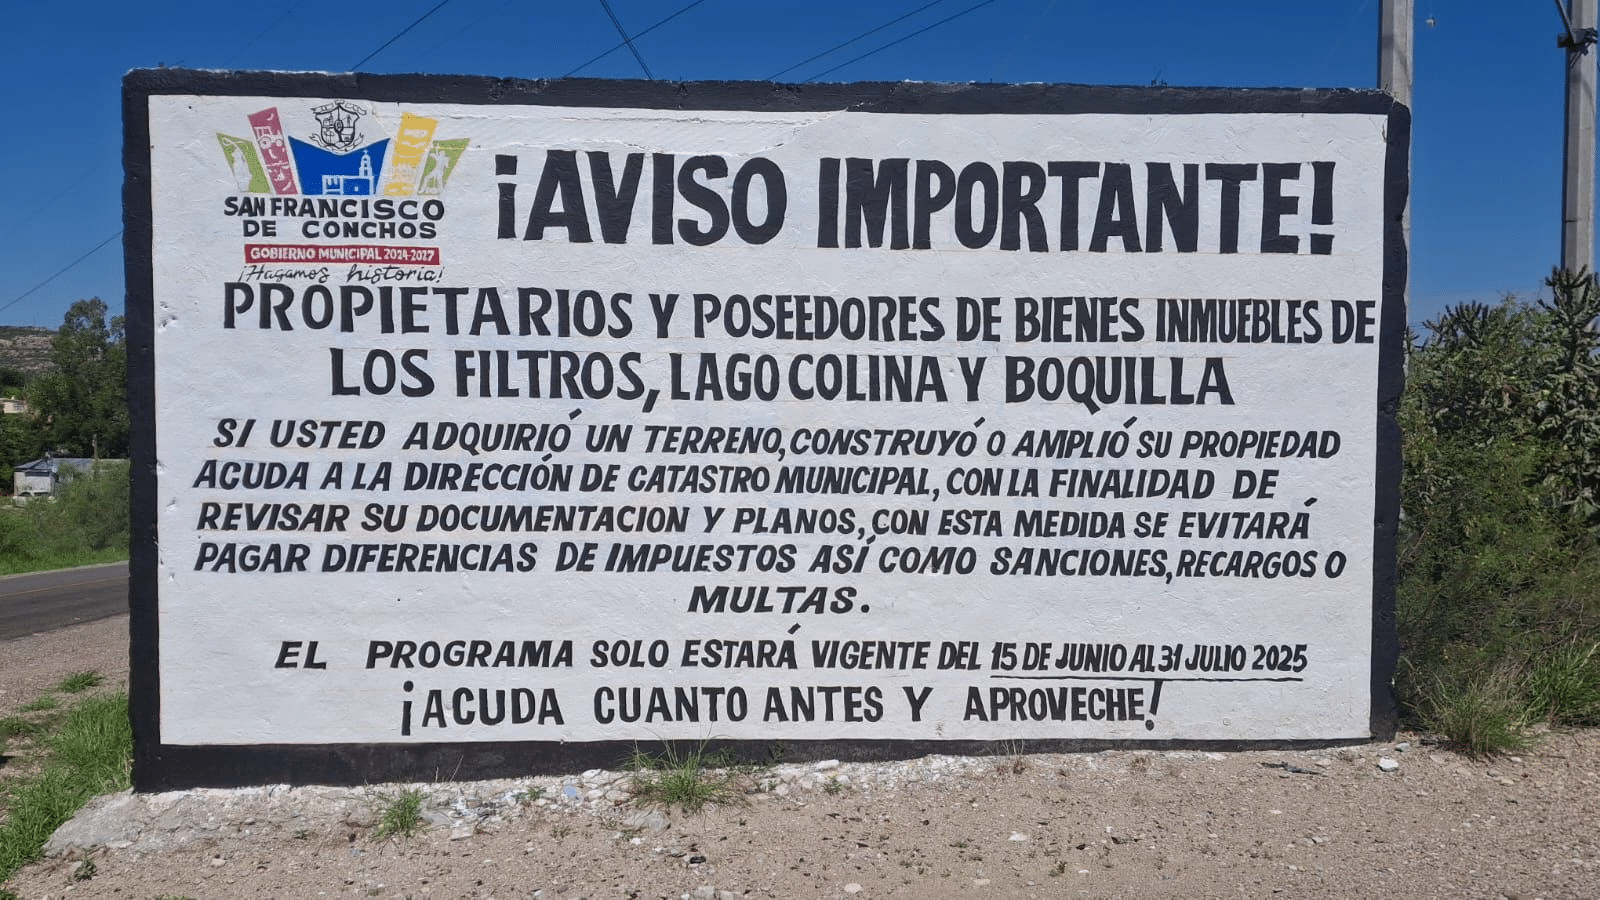 SAN FRANCISCO
DE CONCHOS
GOBIERNO MUNICIPAL 2024-2027
¡Hagamos historia!
¡AVISO IMPORTANTE!
PROPIETARIOS Y POSEEDORES DE BIENES INMUEBLES DE
LOS FILTROS, LAGO COLINA Y BOQUILLA
SI USTED ADQUIRIÓ UN TERRENO, CONSTRUYÓ O AMPLIÓ SU PROPIEDAD
ACUDA A LA DIRECCIÓN DE CATASTRO MUNICIPAL, CON LA FINALIDAD DE
REVISAR SU DOCUMENTACION Y PLANOS, CON ESTA MEDIDA SE EVITARÁ
PAGAR DIFERENCIAS DE IMPUESTOS ASÍ COMO SANCIONES, RECARGOS O
MULTAS.
EL PROGRAMA SOLO ESTARÁ VIGENTE DEL 15 DE JUNIO AL 31 JULIO 2025
¡ACUDA CUANTO ANTES Y APROVECHE!